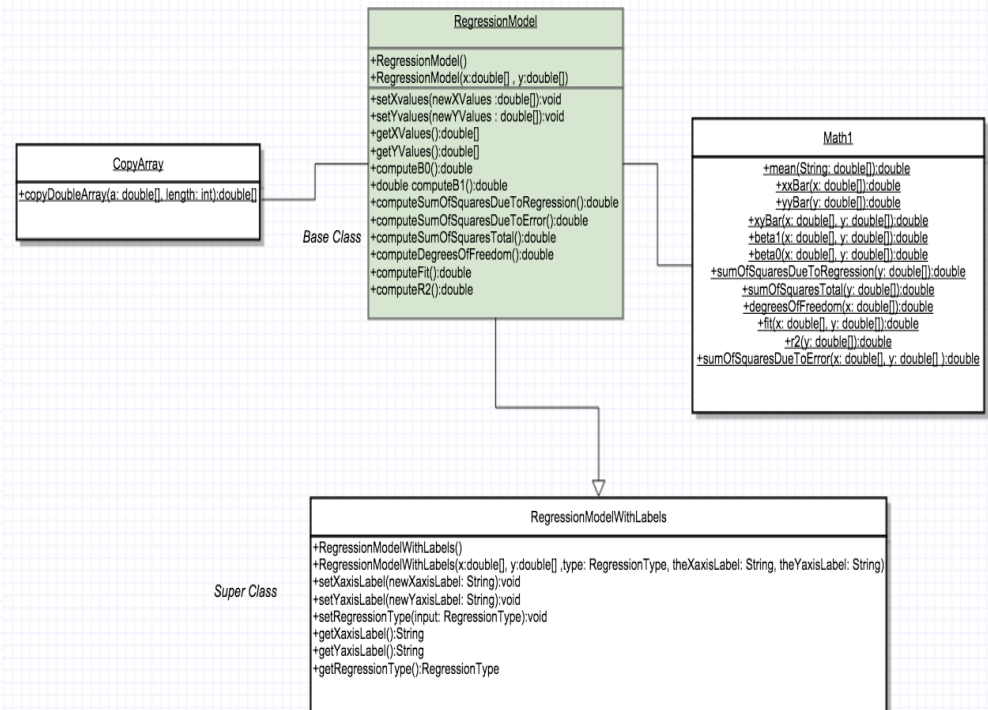 RegressionModel
+RegressionModel()
+RegressionModel(x:double[] , y:double[])
+setXvalues(newXValues :double[]):void
+setYvalues(newYValues : double[]):void
+getXValues():double[]
+getYValues():double[]
+computeB0():double
+double computeB1():double
+computeSumOfSquaresDueToRegression():double
+computeSumOfSquaresDueToError():double
+computeSumOfSquaresTotal():double
+computeDegreesOfFreedom():double
+computeFit():double
+computeR2():double
CopyArray
+copyDoubleArray(a: double[], length: int):double[]
Base Class
Math1
+mean(String: double[]):double
+xxBar(x: double[]):double
+yyBar(y: double[]):double
+xyBar(x: double[], y: double[]):double
+beta1(x: double[], y: double[]):double
+beta0(x: double[], y: double[]):double
+sumOfSquaresDueToRegression(y: double[]):double
+sumOfSquaresTotal(y: double[]):double
+degreesOfFreedom(x: double[]):double
+fit(x: double[], y: double[]):double
+r2(y: double[]):double
+sumOfSquaresDueToError(x: double[], y: double[] ):double
RegressionModelWithLabels
+RegressionModelWithLabels()
+RegressionModelWithLabels(x:double[], y:double[] ,type: RegressionType, theXaxisLabel: String, theYaxisLabel: String)
+setXaxisLabel(newXaxisLabel: String):void
+setYaxisLabel(newYaxisLabel: String):void
+setRegressionType(input: RegressionType):void
+getXaxisLabel():String
+getYaxisLabel():String
+getRegressionType():RegressionType
Super Class